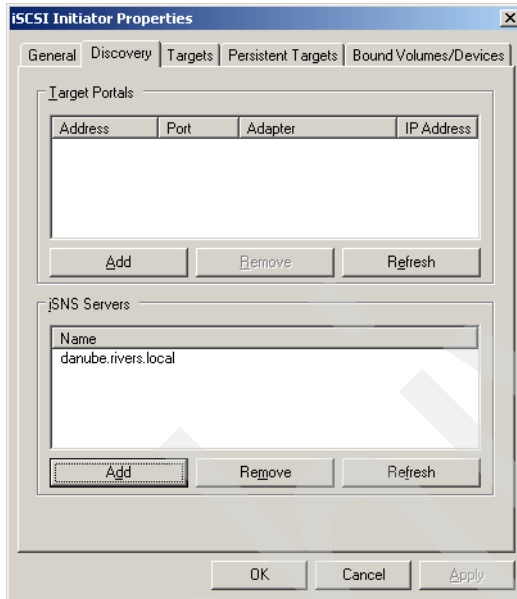 iSCSI Initiator Properties
General Discovery Targets Persistent Targets Bound Volumes/Devices
Target Portals
Address Port Adapter IP Address
Add Remove Refresh
iSNS Servers
Name
danube.rivers.local
Add Remove Refresh
OK Cancel Apply